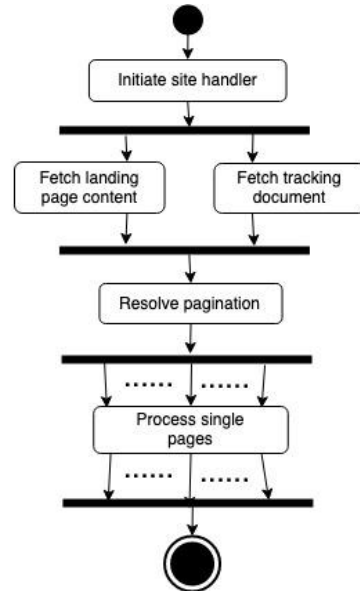 Initiate site handler
Fetch landing
page content
Fetch tracking
document
Resolve pagination
...... ......
Process single
pages
...... ......